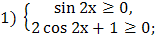 1) { sin 2x ≥ 0,
2 cos 2x + 1 ≥ 0;